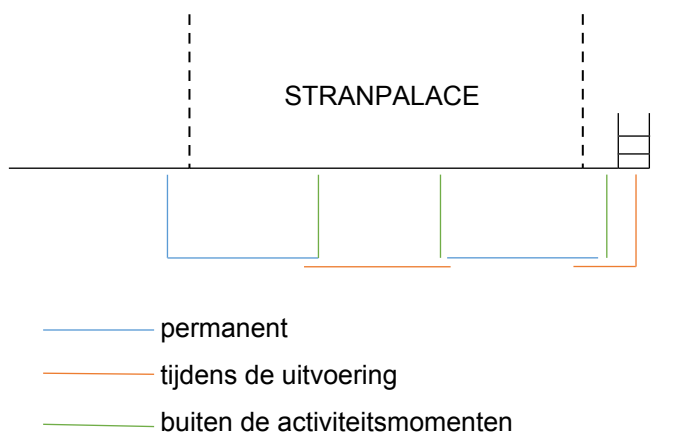 STRANPALACE
permanent
tijdens de uitvoering
buiten de activiteitsmomenten